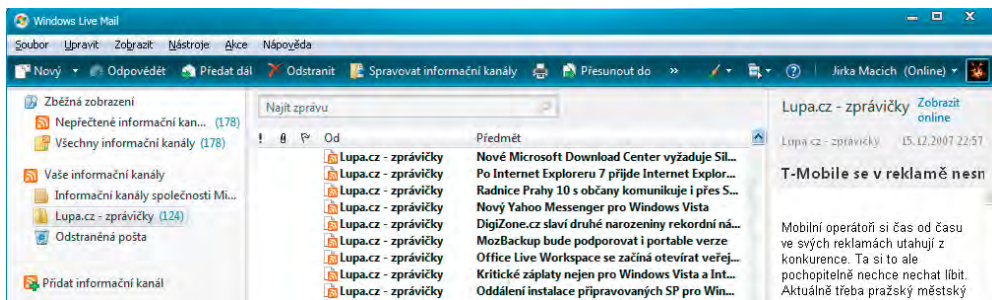 Windows Live Mail
Soubor Upravit Zobrazit Nástroje Akce Nápověda
Nový Odpovědět Předat dál Odstranit Spravovat informační kanály Přesunout do » Jirka Macich (Online)
Zběžná zobrazení
Nepřečtené informační kan... (178)
Všechny informační kanály (178)
Vaše informační kanály
Informační kanály společnosti Mi...
Lupa.cz - zprávičky (124)
Odstraněná pošta
Přidat informační kanál
Najít zprávu
! Od Předmět
Lupa.cz - zprávičky Nové Microsoft Download Center vyžaduje Sil...
Lupa.cz - zprávičky Po Internet Exploreru 7 přijde Internet Explor...
Lupa.cz - zprávičky Radnice Prahy 10 s občany komunikuje i přes S...
Lupa.cz - zprávičky Nový Yahoo Messenger pro Windows Vista
Lupa.cz - zprávičky DigiZone.cz slaví druhé narozeniny rekordní ná...
Lupa.cz - zprávičky MozBackup bude podporovat i portable verze
Lupa.cz - zprávičky Office Live Workspace se začíná otevírat veřej...
Lupa.cz - zprávičky Kritické záplaty nejen pro Windows Vista a Int...
Lupa.cz - zprávičky Oddálení instalace připravovaných SP pro Win...
Lupa.cz - zprávičky Zobrazit
online
Lupa.cz - zprávičky 15.12.2007 22:57
T-Mobile se v reklamě nesn
Mobilní operátoři si čas od času
ve svých reklamách utahují z
konkurence. Ta si to ale
pochopitelně nechce nechat líbit.
Aktuálně třeba pražský městský